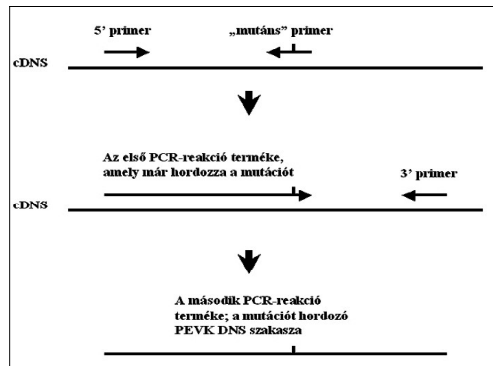 5' primer
„mutáns” primer
cDNS
Az első PCR-reakció terméke,
amely már hordozza a mutációt
3' primer
cDNS
A második PCR-reakció
terméke; a mutációt hordozó
PEVK DNS szakasza